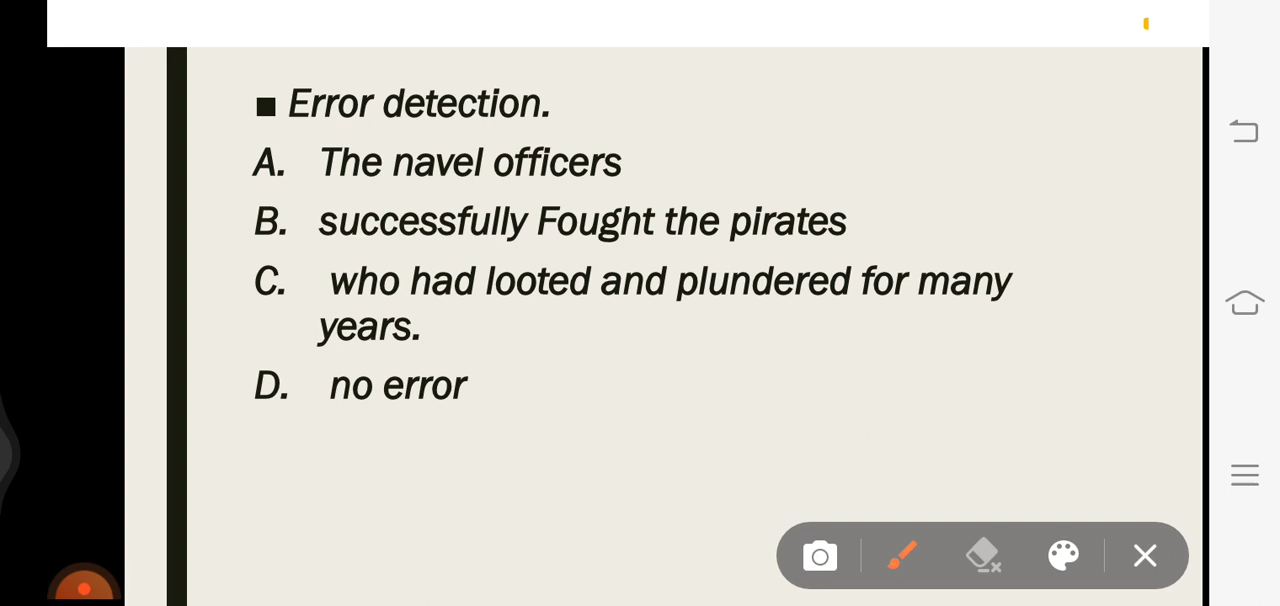 ■ Error detection.
A. The navel officers
B. successfully Fought the pirates
C. who had looted and plundered for many
years.
D. no error